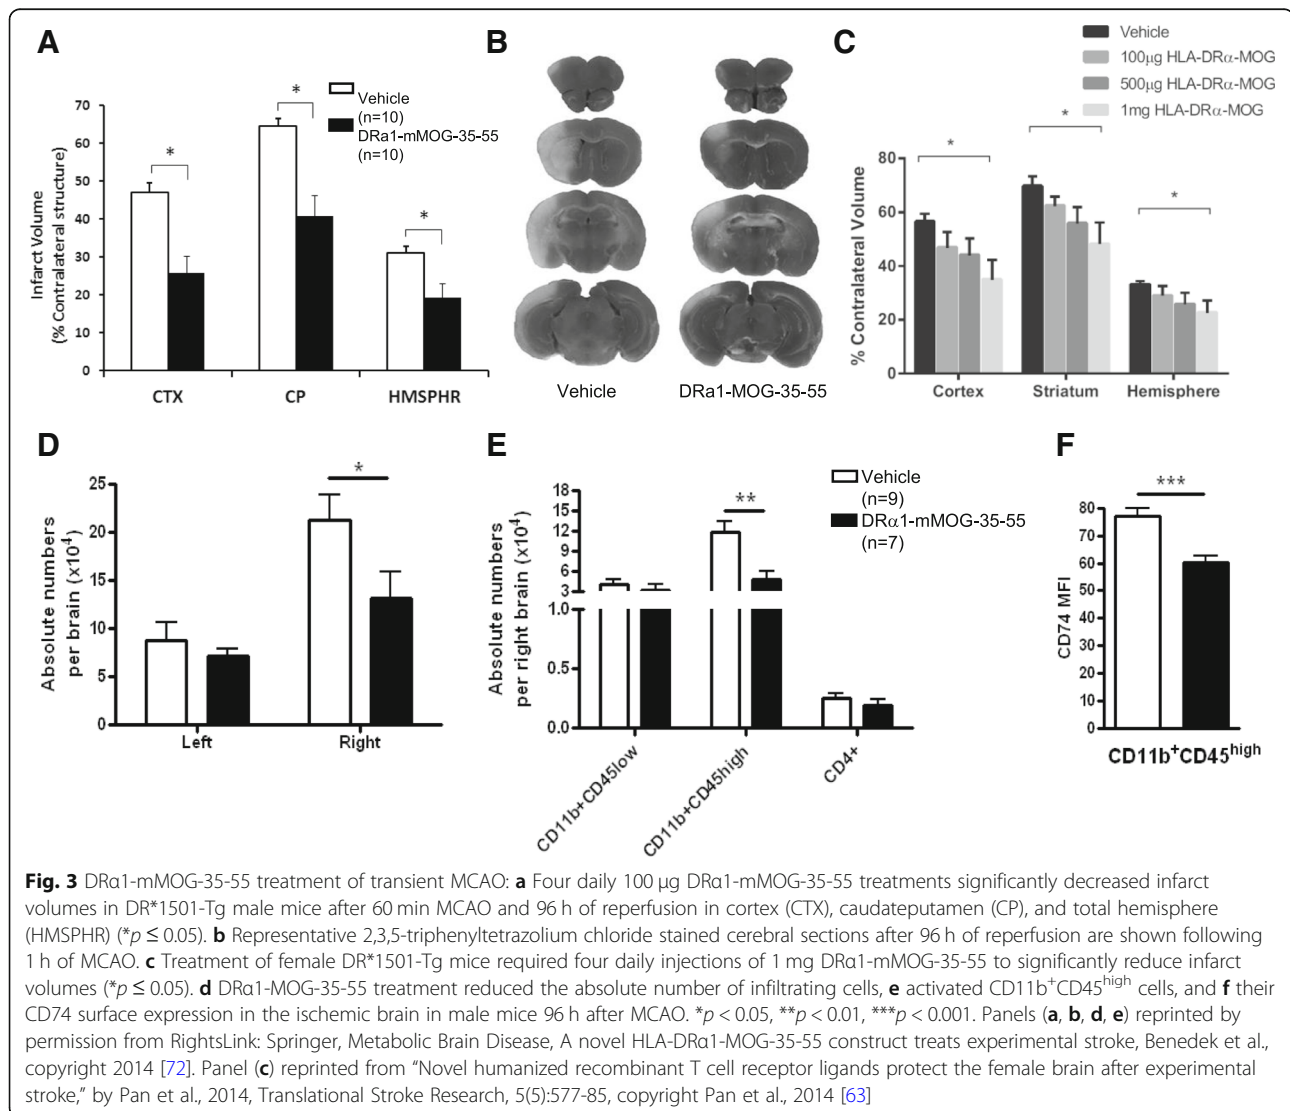 A
Infarct Volume
(% Contralateral structure)
70
60
50
40
30
20
10
0
*
*
*
Vehicle
(n=10)
DRa1-mMOG-35-55
(n=10)
CTX CP HMSPHR
B
Vehicle DRa1-MOG-35-55
C
Vehicle
100µg HLA-DRα-MOG
500µg HLA-DRα-MOG
1mg HLA-DRα-MOG
% Contralateral Volume
80
60
40
20
0
*
*
*
Cortex Striatum Hemisphere
D
Absolute numbers
per brain (x10⁴)
25
20
15
10
5
0
*
Left Right
E
Absolute numbers
per right brain (x10⁴)
18
15
12
9
6
3
1.0
0.5
0.0
**
Vehicle
(n=9)
DRα1-mMOG-35-55
(n=7)
CD11b+CD45low
CD11b+CD45high
CD4+
F
CD74 MFI
80
70
60
50
40
30
20
10
0
***
CD11b⁺CD45ʰⁱᵍʰ
Fig. 3 DRα1-mMOG-35-55 treatment of transient MCAO: a Four daily 100 µg DRα1-mMOG-35-55 treatments significantly decreased infarct
volumes in DR*1501-Tg male mice after 60 min MCAO and 96 h of reperfusion in cortex (CTX), caudateputamen (CP), and total hemisphere
(HMSPHR) (*p ≤ 0.05). b Representative 2,3,5-triphenyltetrazolium chloride stained cerebral sections after 96 h of reperfusion are shown following
1 h of MCAO. c Treatment of female DR*1501-Tg mice required four daily injections of 1 mg DRα1-mMOG-35-55 to significantly reduce infarct
volumes (*p ≤ 0.05). d DRα1-MOG-35-55 treatment reduced the absolute number of infiltrating cells, e activated CD11b⁺CD45ʰⁱᵍʰ cells, and f their
CD74 surface expression in the ischemic brain in male mice 96 h after MCAO. *p < 0.05, **p < 0.01, ***p < 0.001. Panels (a, b, d, e) reprinted by
permission from RightsLink: Springer, Metabolic Brain Disease, A novel HLA-DRα1-MOG-35-55 construct treats experimental stroke, Benedek et al.,
copyright 2014 [72]. Panel (c) reprinted from “Novel humanized recombinant T cell receptor ligands protect the female brain after experimental
stroke,” by Pan et al., 2014, Translational Stroke Research, 5(5):577-85, copyright Pan et al., 2014 [63]